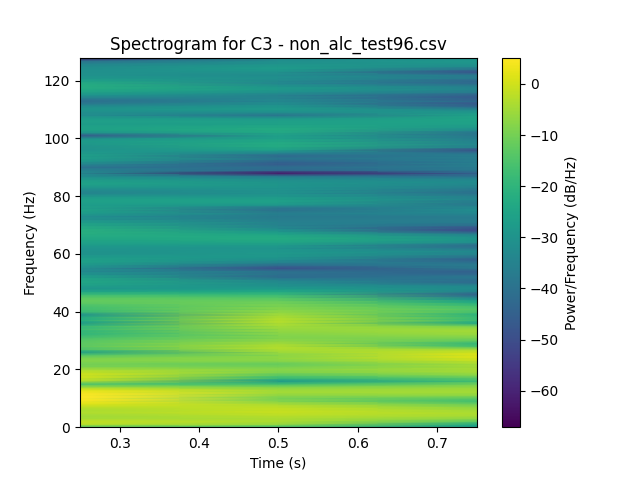 Spectrogram for C3 - non_alc_test96.csv
120
100
80
60
40
20
0
Frequency (Hz)
0.3 0.4 0.5 0.6 0.7
Time (s)
0
−10
−20
−30
−40
−50
−60
Power/Frequency (dB/Hz)